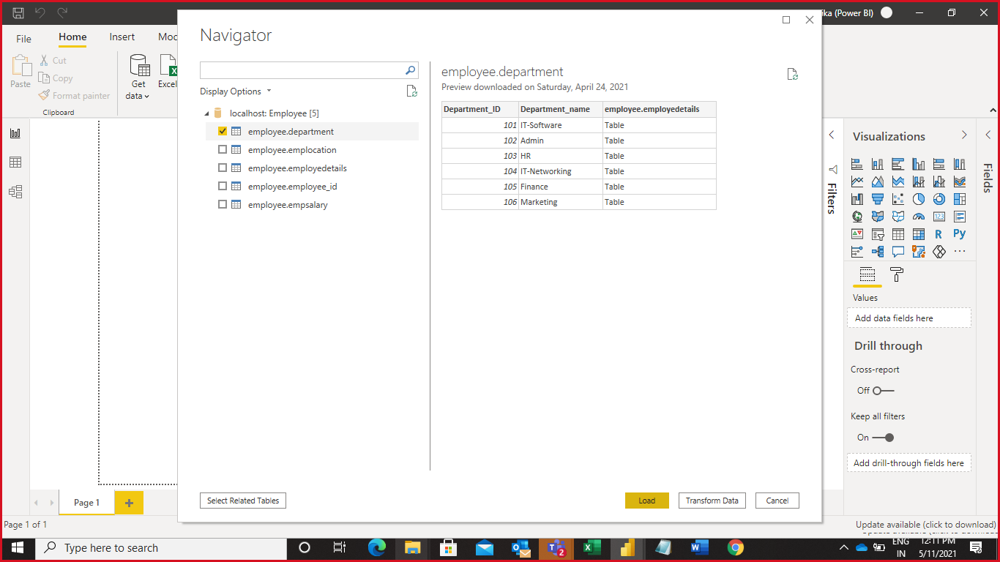 ika (Power BI)
File Home Insert Mod
Paste
Cut
Copy
Format painter
Clipboard
Get data
Excel
Navigator
Display Options
localhost: Employee [5]
employee.department
employee.emplocation
employee.employedetails
employee.employee_id
employee.empsalary
employee.department
Preview downloaded on Saturday, April 24, 2021
Department_ID Department_name employee.employedetails
101 IT-Software Table
102 Admin Table
103 HR Table
104 IT-Networking Table
105 Finance Table
106 Marketing Table
Select Related Tables
Load Transform Data Cancel
Filters
Visualizations
123
R Py
Values
Add data fields here
Drill through
Cross-report
Off
Keep all filters
On
Add drill-through fields here
Fields
Page 1
Page 1 of 1
Update available (click to download)
Type here to search
2
ENG
IN
12:11 PM
5/11/2021